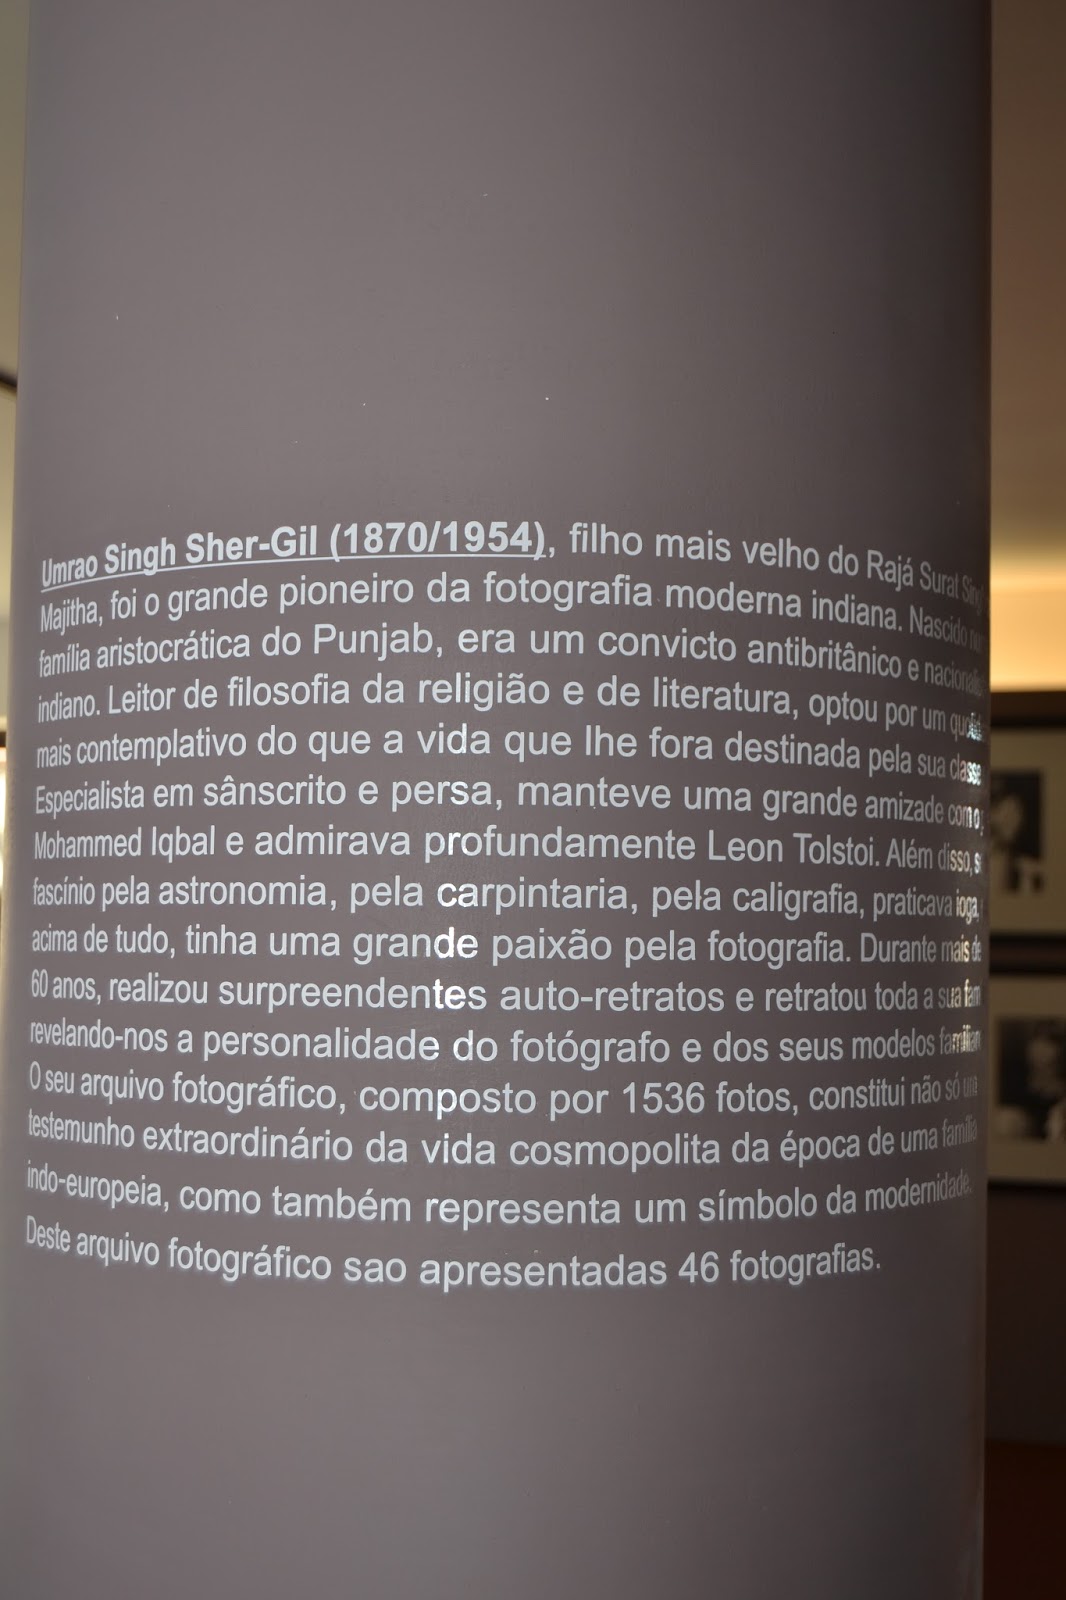 Umrao Singh Sher-Gil (1870/1954), filho mais velho do Rajá Surat Singh
Majitha, foi o grande pioneiro da fotografia moderna indiana. Nascido
família aristocrática do Punjab, era um convicto antibritânico e
indiano. Leitor de filosofia da religião e de literatura, optou por um
mais contemplativo do que a vida que lhe fora destinada pela sua classe
Especialista em sânscrito e persa, manteve uma grande amizade com o
Mohammed Iqbal e admirava profundamente Leon Tolstoi. Além disso,
fascínio pela astronomia, pela carpintaria, pela caligrafia, praticava ioga,
acima de tudo, tinha uma grande paixão pela fotografia. Durante mais de
60 anos, realizou surpreendentes auto-retratos e retratou toda a sua
revelando-nos a personalidade do fotógrafo e dos seus modelos
O seu arquivo fotográfico, composto por 1536 fotos, constitui não só
testemunho extraordinário da vida cosmopolita da época de uma família
indo-europeia, como também representa um símbolo da modernidade.
Deste arquivo fotográfico sao apresentadas 46 fotografias.